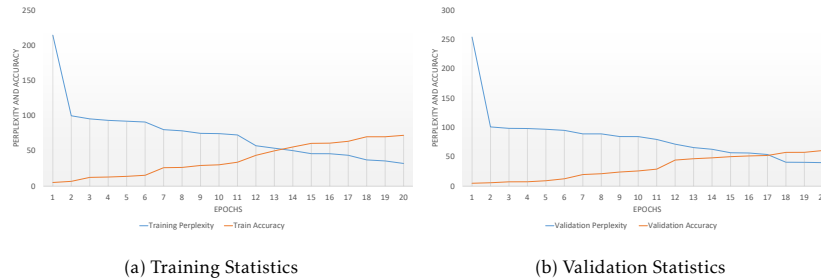 250
200
150
100
50
0
PERPLEXITY AND ACCURACY
1 2 3 4 5 6 7 8 9 10 11 12 13 14 15 16 17 18 19 20
EPOCHS
Training Perplexity Train Accuracy
(a) Training Statistics
300
250
200
150
100
50
0
PERPLEXITY AND ACCURACY
1 2 3 4 5 6 7 8 9 10 11 12 13 14 15 16 17 18 19 2
EPOCHS
Validation Perplexity Validation Accuracy
(b) Validation Statistics